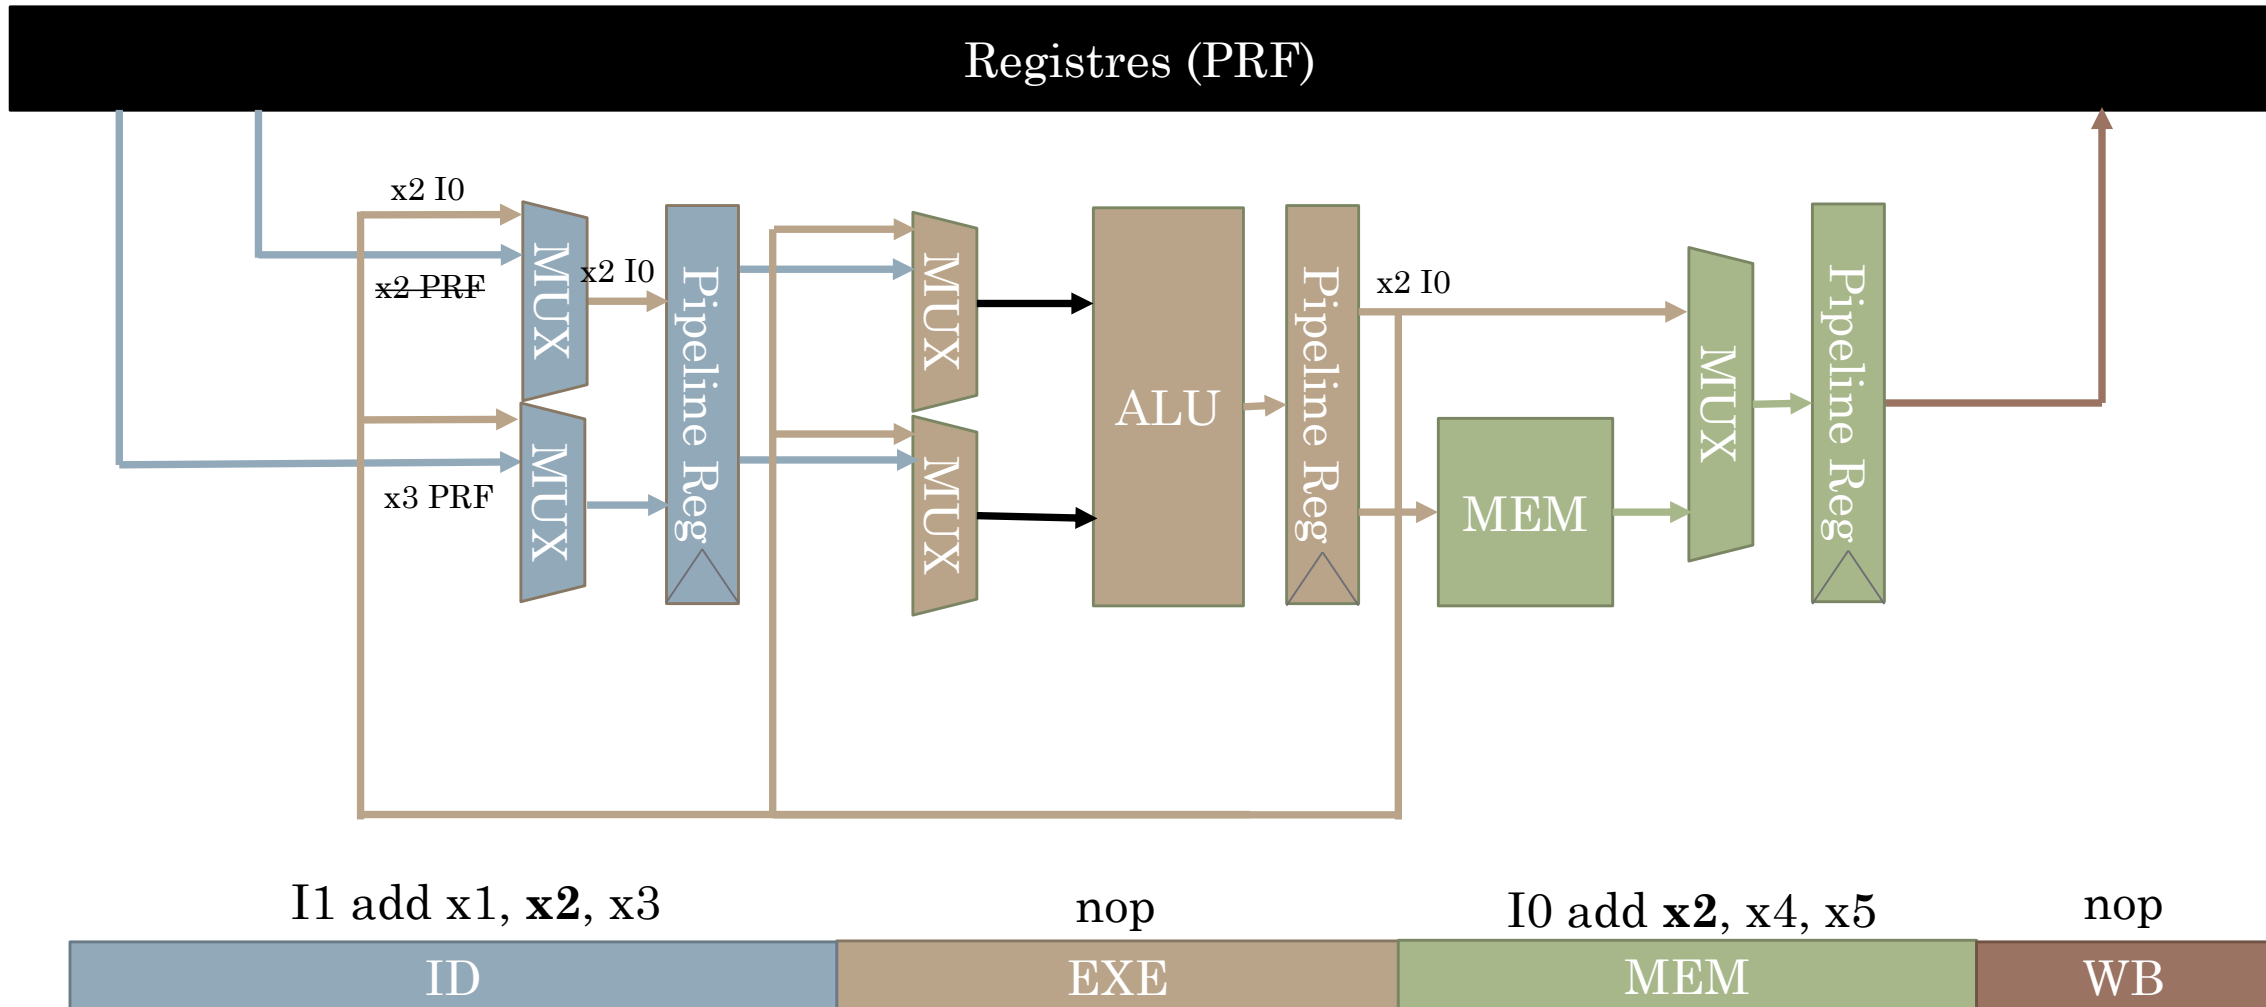 Registres (PRF)
x2 I0
x2 PRF
x3 PRF
MUX
MUX
x2 I0
Pipeline Reg
MUX
MUX
ALU
Pipeline Reg
x2 I0
MEM
MUX
Pipeline Reg
I1 add x1, x2, x3
nop
I0 add x2, x4, x5
nop
ID
EXE
MEM
WB